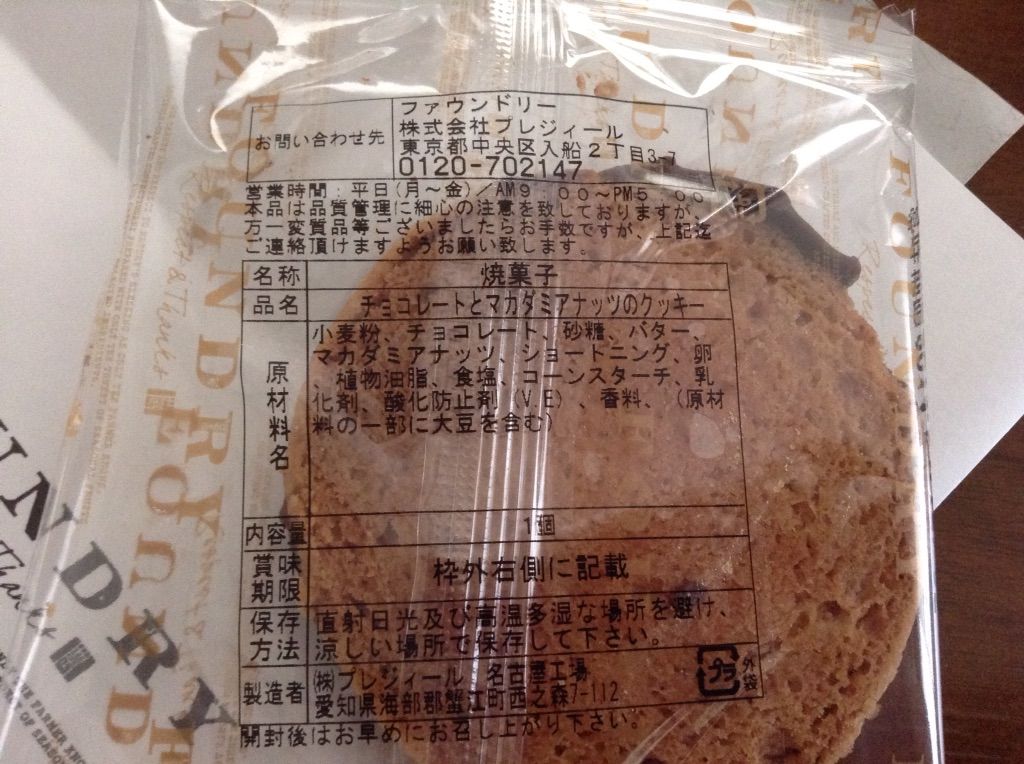 お問い合わせ先
ファウンドリー
株式会社プレジィール
東京都中央区入船2丁目3-7
0120-702147
営業時間:平日(月~金)/AM9:00~PM5:00
本品は品質管理に細心の注意を致しておりますが、
万一変質品等ございましたらお手数ですが、上記迄
ご連絡頂けますようお願い致します。
名称 焼菓子
品名 チョコレートとマカダミアナッツのクッキー
原材料名
小麦粉、チョコレート、砂糖、バター、
マカダミアナッツ、ショートニング、卵
、植物油脂、食塩、コーンスターチ、乳
化剤、酸化防止剤(V.E)、香料、(原材
料の一部に大豆を含む)
内容量 1個
賞味期限 枠外右側に記載
保存方法
直射日光及び高温多湿な場所を避け、
涼しい場所で保存して下さい。
製造者
㈱プレジィール 名古屋工場
愛知県海部郡蟹江町西之森7-112
プラ 外袋
開封後はお早めにお召し上がり下さい。
FOUNDRY
FOUND
UNDRY